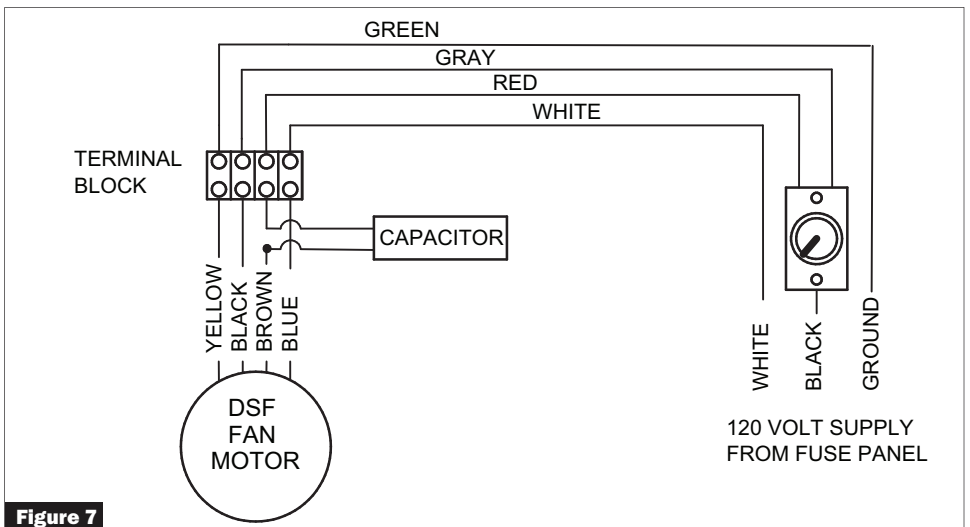 GREEN
GRAY
RED
WHITE
TERMINAL
BLOCK
CAPACITOR
YELLOW
BLACK
BROWN
BLUE
WHITE
BLACK
GROUND
DSF
FAN
MOTOR
120 VOLT SUPPLY
FROM FUSE PANEL
Figure 7